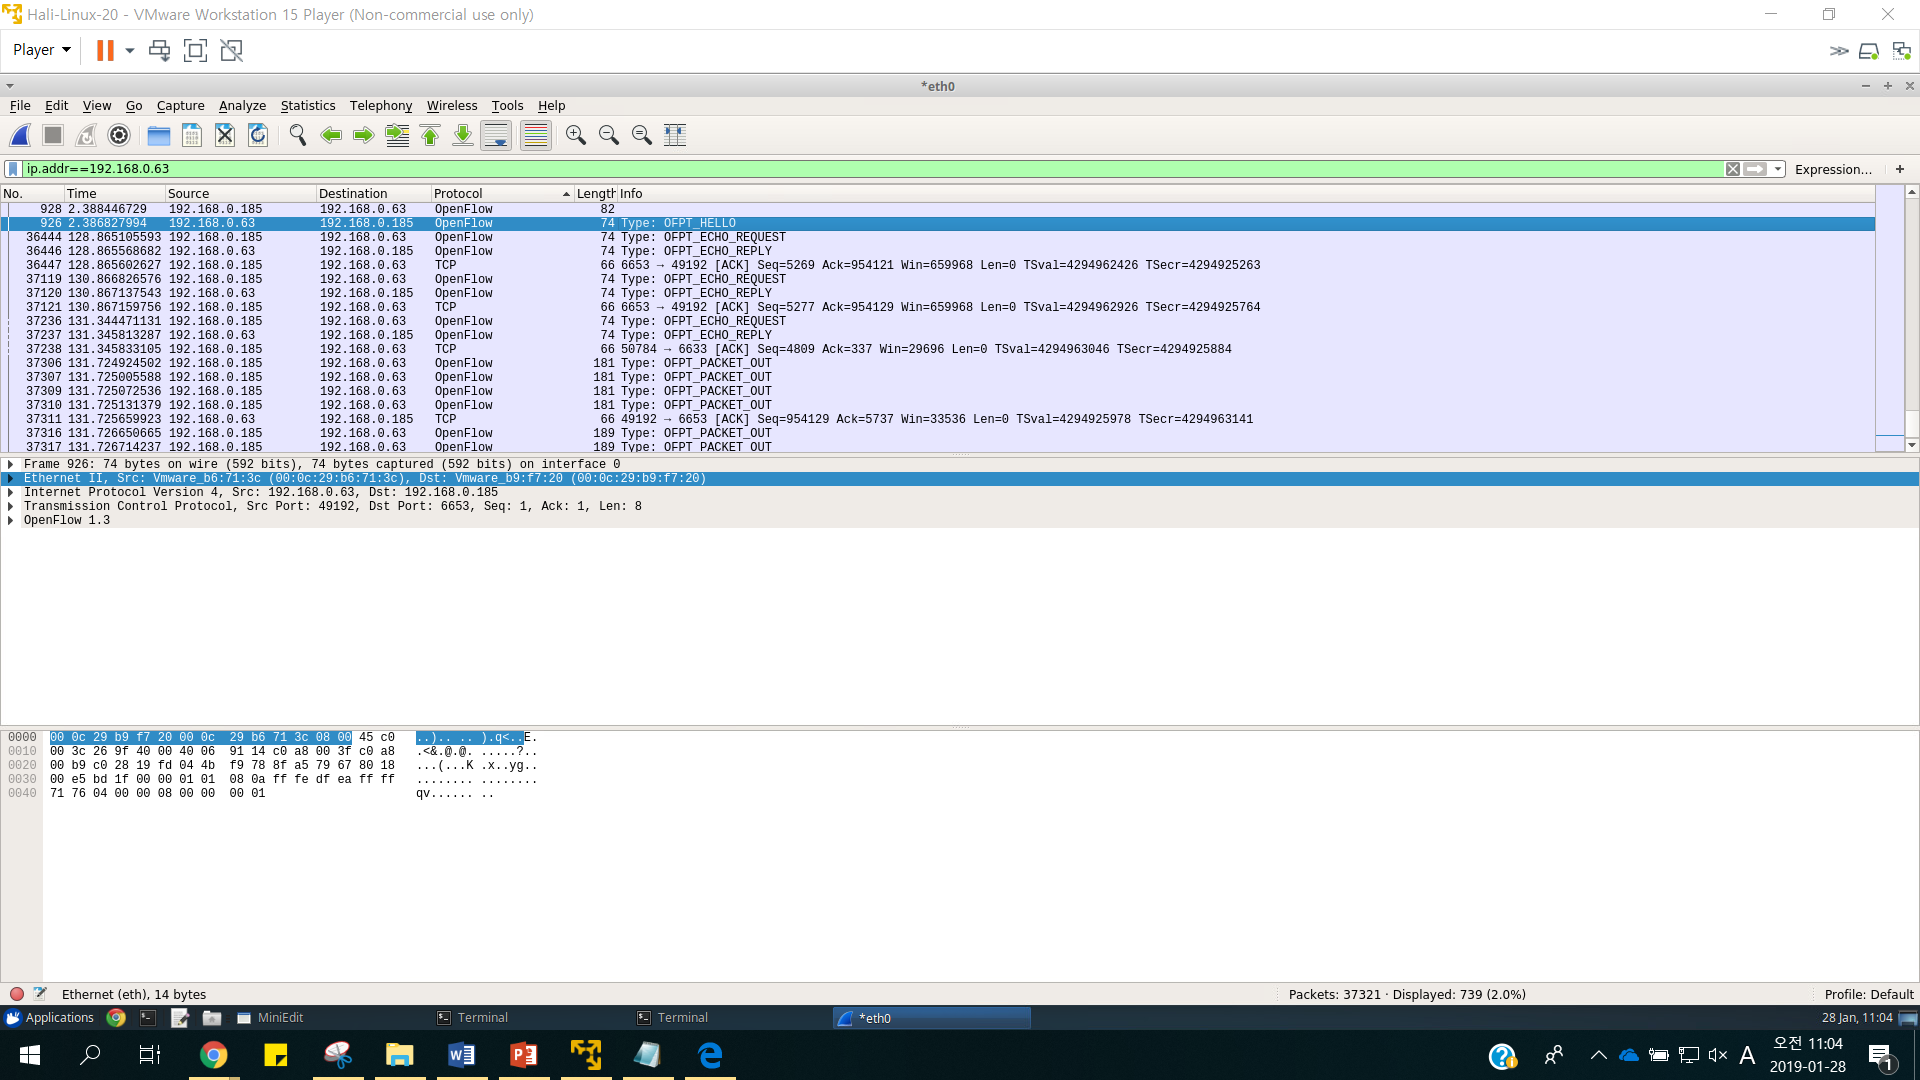 Hali-Linux-20 - VMware Workstation 15 Player (Non-commercial use only)
Player
*eth0
File Edit View Go Capture Analyze Statistics Telephony Wireless Tools Help
ip.addr==192.168.0.63 Expression… +
No. Time Source Destination Protocol Length Info
928 2.388446729 192.168.0.185 192.168.0.63 OpenFlow 82
926 2.386827994 192.168.0.63 192.168.0.185 OpenFlow 74 Type: OFPT_HELLO
36444 128.865105593 192.168.0.185 192.168.0.63 OpenFlow 74 Type: OFPT_ECHO_REQUEST
36446 128.865568682 192.168.0.63 192.168.0.185 OpenFlow 74 Type: OFPT_ECHO_REPLY
36447 128.865602627 192.168.0.185 192.168.0.63 TCP 66 6653 → 49192 [ACK] Seq=5269 Ack=954121 Win=659968 Len=0 TSval=4294962426 TSecr=4294925263
37119 130.866826576 192.168.0.185 192.168.0.63 OpenFlow 74 Type: OFPT_ECHO_REQUEST
37120 130.867137543 192.168.0.63 192.168.0.185 OpenFlow 74 Type: OFPT_ECHO_REPLY
37121 130.867159756 192.168.0.185 192.168.0.63 TCP 66 6653 → 49192 [ACK] Seq=5277 Ack=954129 Win=659968 Len=0 TSval=4294962926 TSecr=4294925764
37236 131.344471131 192.168.0.185 192.168.0.63 OpenFlow 74 Type: OFPT_ECHO_REQUEST
37237 131.345813287 192.168.0.63 192.168.0.185 OpenFlow 74 Type: OFPT_ECHO_REPLY
37238 131.345833105 192.168.0.185 192.168.0.63 TCP 66 50784 → 6633 [ACK] Seq=4809 Ack=337 Win=29696 Len=0 TSval=4294963046 TSecr=4294925884
37306 131.724924502 192.168.0.185 192.168.0.63 OpenFlow 181 Type: OFPT_PACKET_OUT
37307 131.725005588 192.168.0.185 192.168.0.63 OpenFlow 181 Type: OFPT_PACKET_OUT
37309 131.725072536 192.168.0.185 192.168.0.63 OpenFlow 181 Type: OFPT_PACKET_OUT
37310 131.725131379 192.168.0.185 192.168.0.63 OpenFlow 181 Type: OFPT_PACKET_OUT
37311 131.725659923 192.168.0.63 192.168.0.185 TCP 66 49192 → 6653 [ACK] Seq=954129 Ack=5737 Win=33536 Len=0 TSval=4294925978 TSecr=4294963141
37316 131.726650665 192.168.0.185 192.168.0.63 OpenFlow 189 Type: OFPT_PACKET_OUT
37317 131.726714237 192.168.0.185 192.168.0.63 OpenFlow 189 Type: OFPT_PACKET_OUT
Frame 926: 74 bytes on wire (592 bits), 74 bytes captured (592 bits) on interface 0
Ethernet II, Src: Vmware_b6:71:3c (00:0c:29:b6:71:3c), Dst: Vmware_b9:f7:20 (00:0c:29:b9:f7:20)
Internet Protocol Version 4, Src: 192.168.0.63, Dst: 192.168.0.185
Transmission Control Protocol, Src Port: 49192, Dst Port: 6653, Seq: 1, Ack: 1, Len: 8
OpenFlow 1.3
0000 00 0c 29 b9 f7 20 00 0c 29 b6 71 3c 08 00 45 c0 ..).. .. ).q<..E.
0010 00 3c 26 9f 40 00 40 06 91 14 c0 a8 00 3f c0 a8 .<&.@.@. .....?..
0020 00 b9 c0 28 19 fd 04 4b f9 78 8f a5 79 67 80 18 ...(...K .x..yg..
0030 00 e5 bd 1f 00 00 01 01 08 0a ff fe df ea ff ff ........ ........
0040 71 76 04 00 00 08 00 00 00 01 qv...... ..
Ethernet (eth), 14 bytes Packets: 37321 · Displayed: 739 (2.0%) Profile: Default
Applications MiniEdit Terminal Terminal *eth0 28 Jan, 11:04
A 오전 11:04
2019-01-28
1